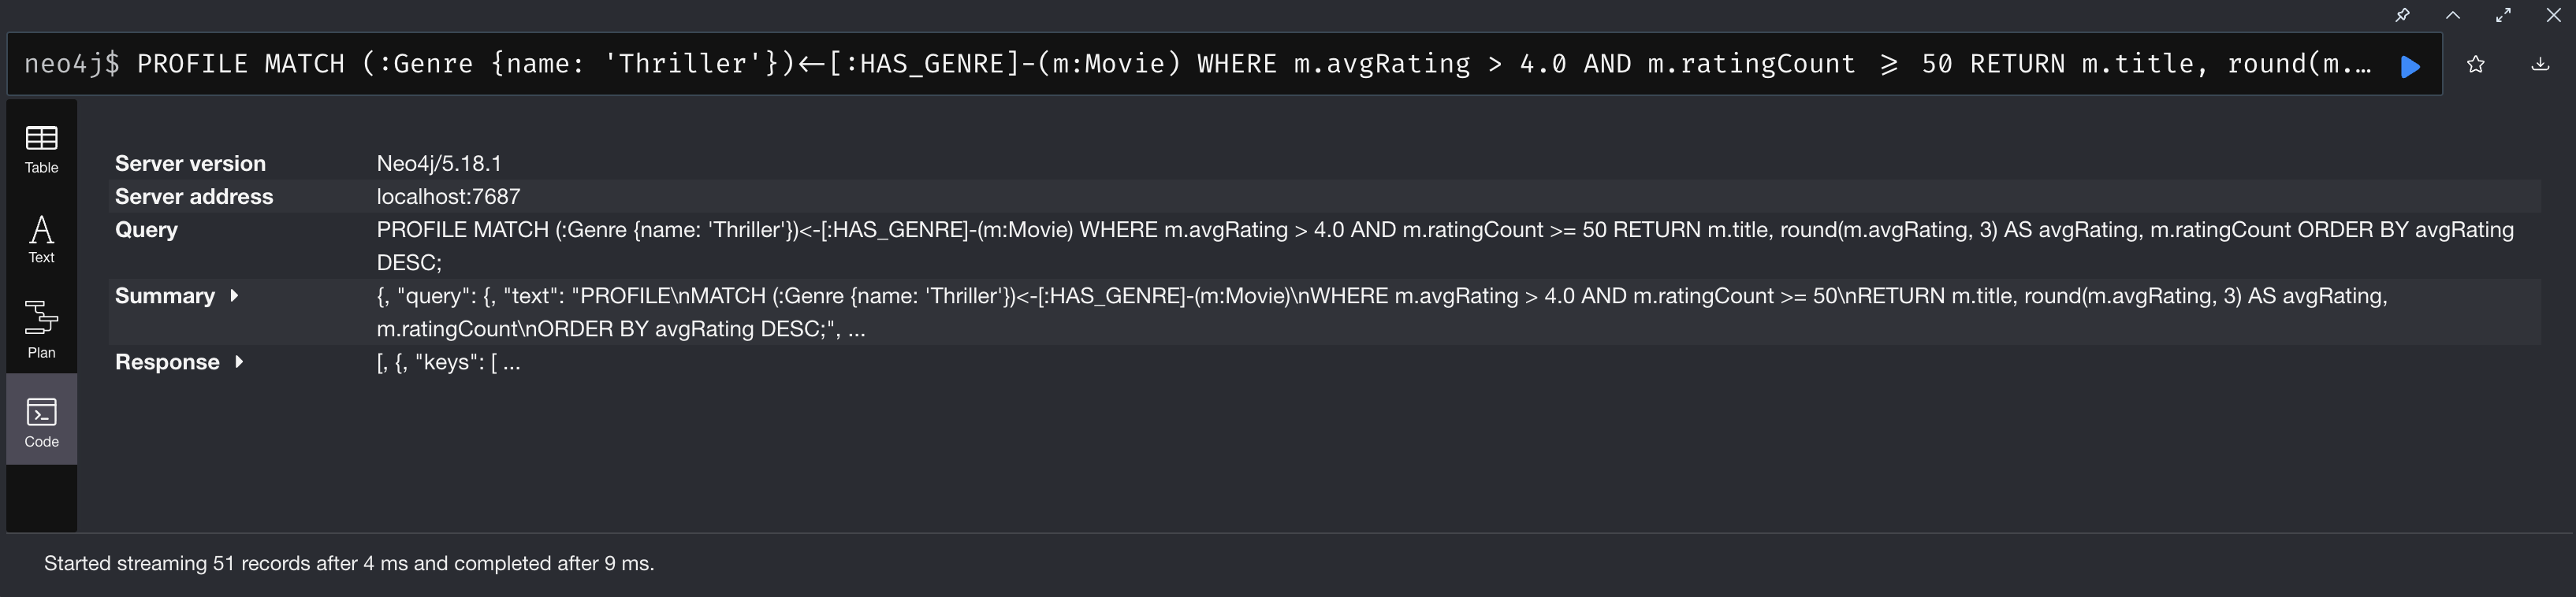 neo4j$ PROFILE MATCH (:Genre {name: 'Thriller'})<-[:HAS_GENRE]-(m:Movie) WHERE m.avgRating > 4.0 AND m.ratingCount >= 50 RETURN m.title, round(m.…
Table
Text
Plan
Code
Server version Neo4j/5.18.1
Server address localhost:7687
Query PROFILE MATCH (:Genre {name: 'Thriller'})<-[:HAS_GENRE]-(m:Movie) WHERE m.avgRating > 4.0 AND m.ratingCount >= 50 RETURN m.title, round(m.avgRating, 3) AS avgRating, m.ratingCount ORDER BY avgRating
DESC;
Summary {, "query": {, "text": "PROFILE\nMATCH (:Genre {name: 'Thriller'})<-[:HAS_GENRE]-(m:Movie)\nWHERE m.avgRating > 4.0 AND m.ratingCount >= 50\nRETURN m.title, round(m.avgRating, 3) AS avgRating,
m.ratingCount\nORDER BY avgRating DESC;", ...
Response [, {, "keys": [ ...
Started streaming 51 records after 4 ms and completed after 9 ms.